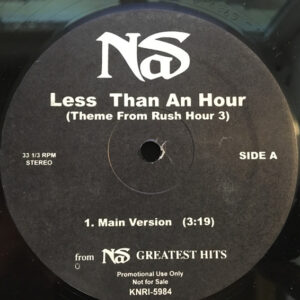 NaS
Less Than An Hour
(Theme From Rush Hour 3)
33 1/3 RPM
STEREO
SIDE A
1. Main Version (3:19)
from NaS GREATEST HITS
Ü
Promotional Use Only
Not for Sale
KNRI-5984